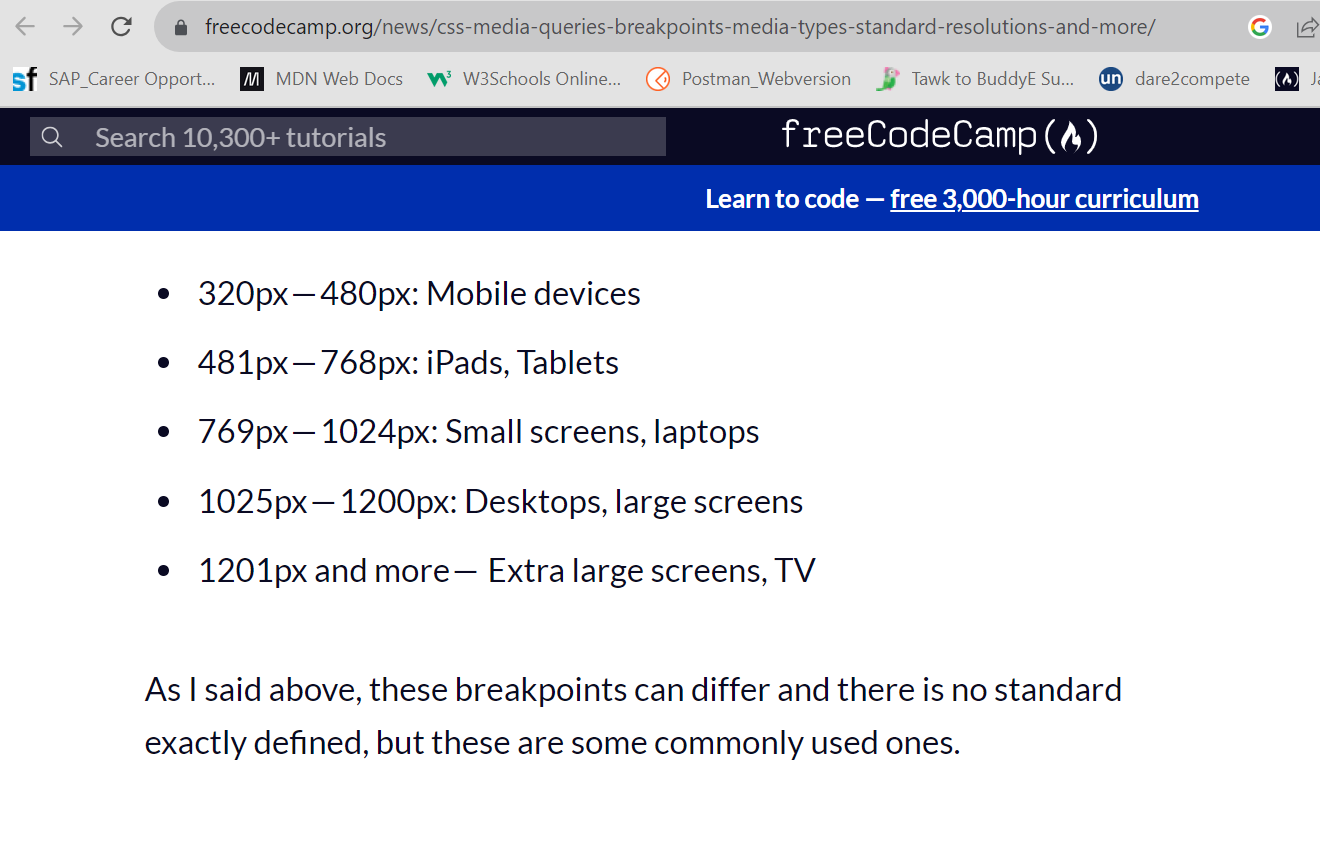 freecodecamp.org/news/css-media-queries-breakpoints-media-types-standard-resolutions-and-more/
SAP_Career Opport... MDN Web Docs W3Schools Online... Postman_Webversion Tawk to BuddyE Su... dare2compete
Search 10,300+ tutorials freeCodeCamp
Learn to code — free 3,000-hour curriculum
• 320px — 480px: Mobile devices
• 481px — 768px: iPads, Tablets
• 769px — 1024px: Small screens, laptops
• 1025px — 1200px: Desktops, large screens
• 1201px and more — Extra large screens, TV
As I said above, these breakpoints can differ and there is no standard
exactly defined, but these are some commonly used ones.